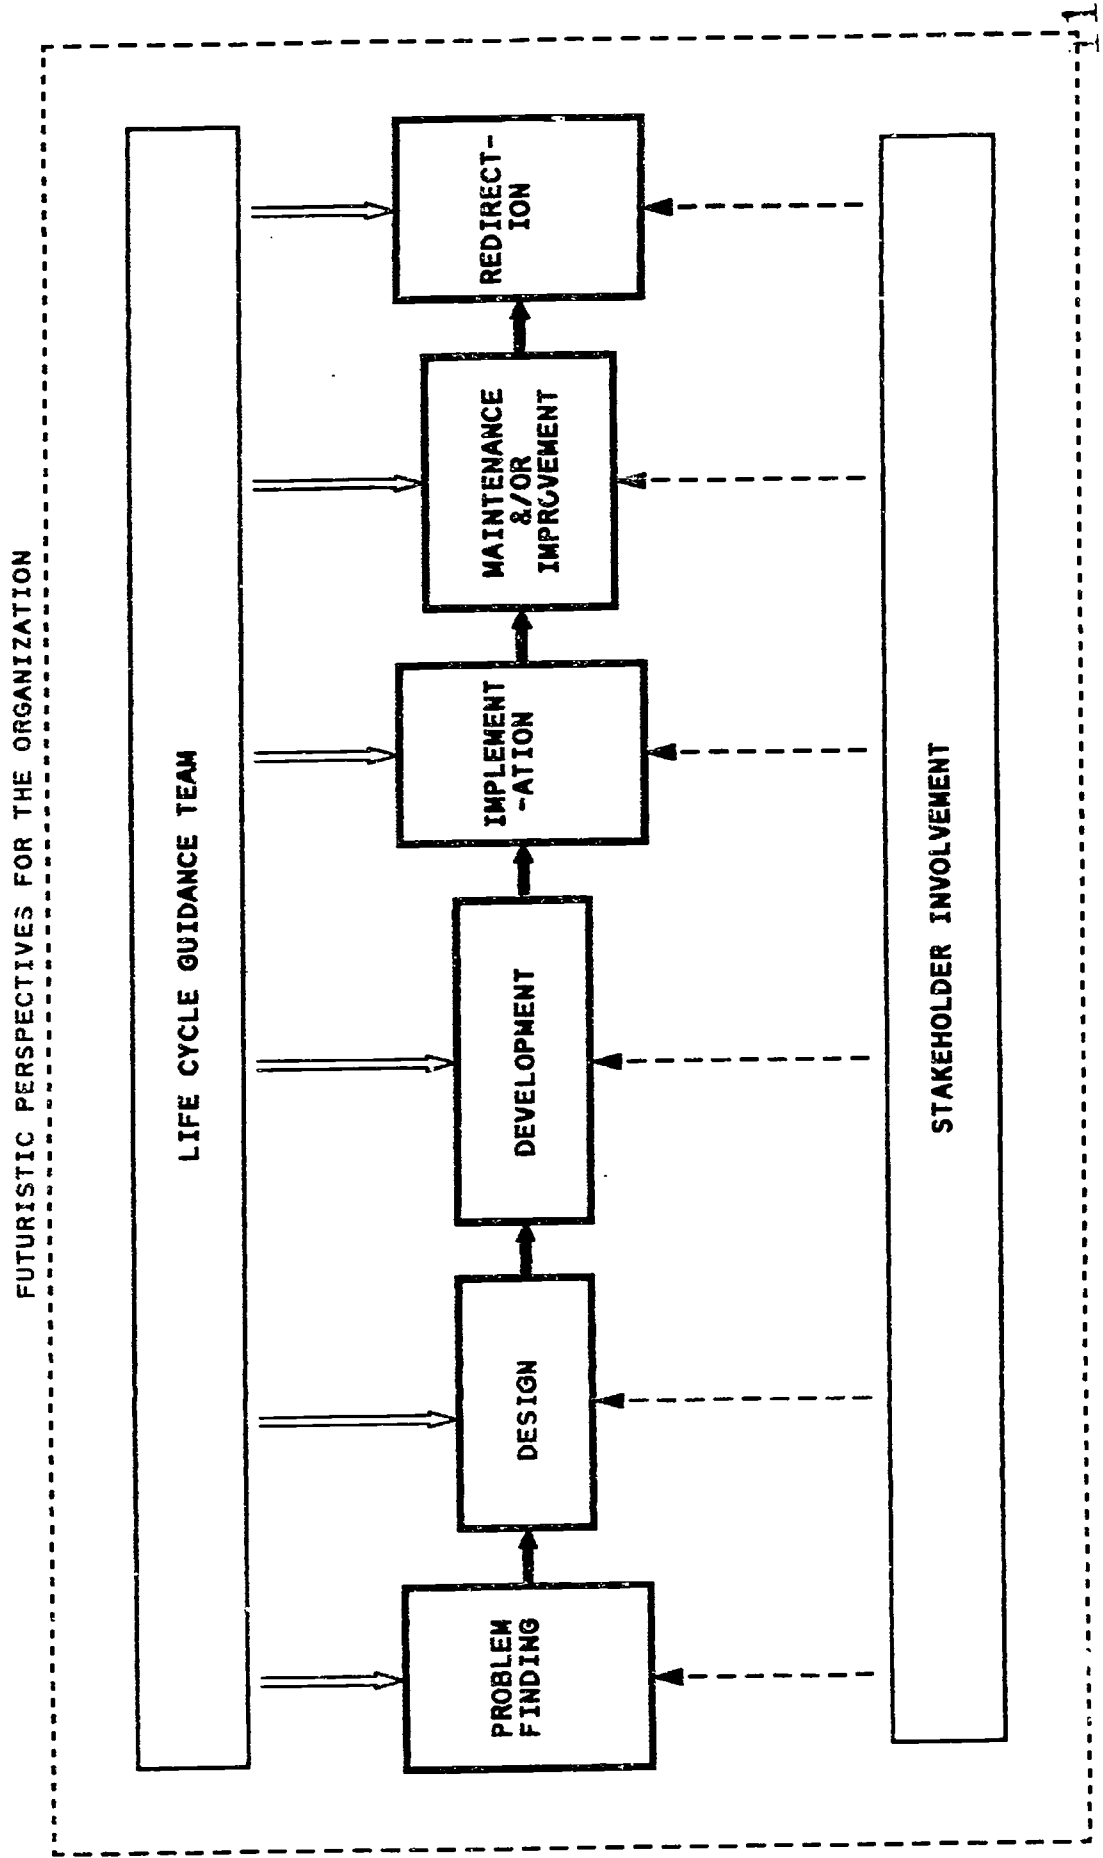 FUTURISTIC PERSPECTIVES FOR THE ORGANIZATION
LIFE CYCLE GUIDANCE TEAM
PROBLEM
FINDING
DESIGN
DEVELOPMENT
IMPLEMENT
-ATION
MAINTENANCE
&/OR
IMPROVEMENT
REDIRECT-
ION
STAKEHOLDER INVOLVEMENT